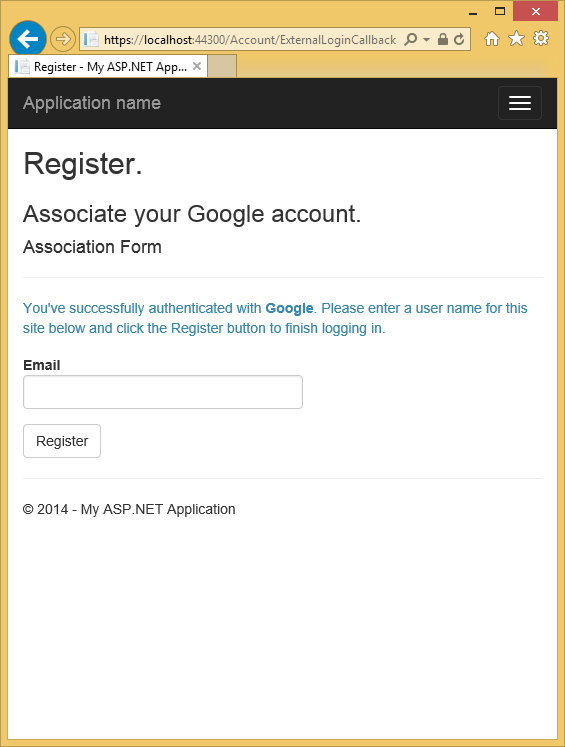 https://localhost:44300/Account/ExternalLoginCallback
Register - My ASP.NET App...
Application name
Register.
Associate your Google account.
Association Form
You've successfully authenticated with Google. Please enter a user name for this
site below and click the Register button to finish logging in.
Email
Register
© 2014 - My ASP.NET Application